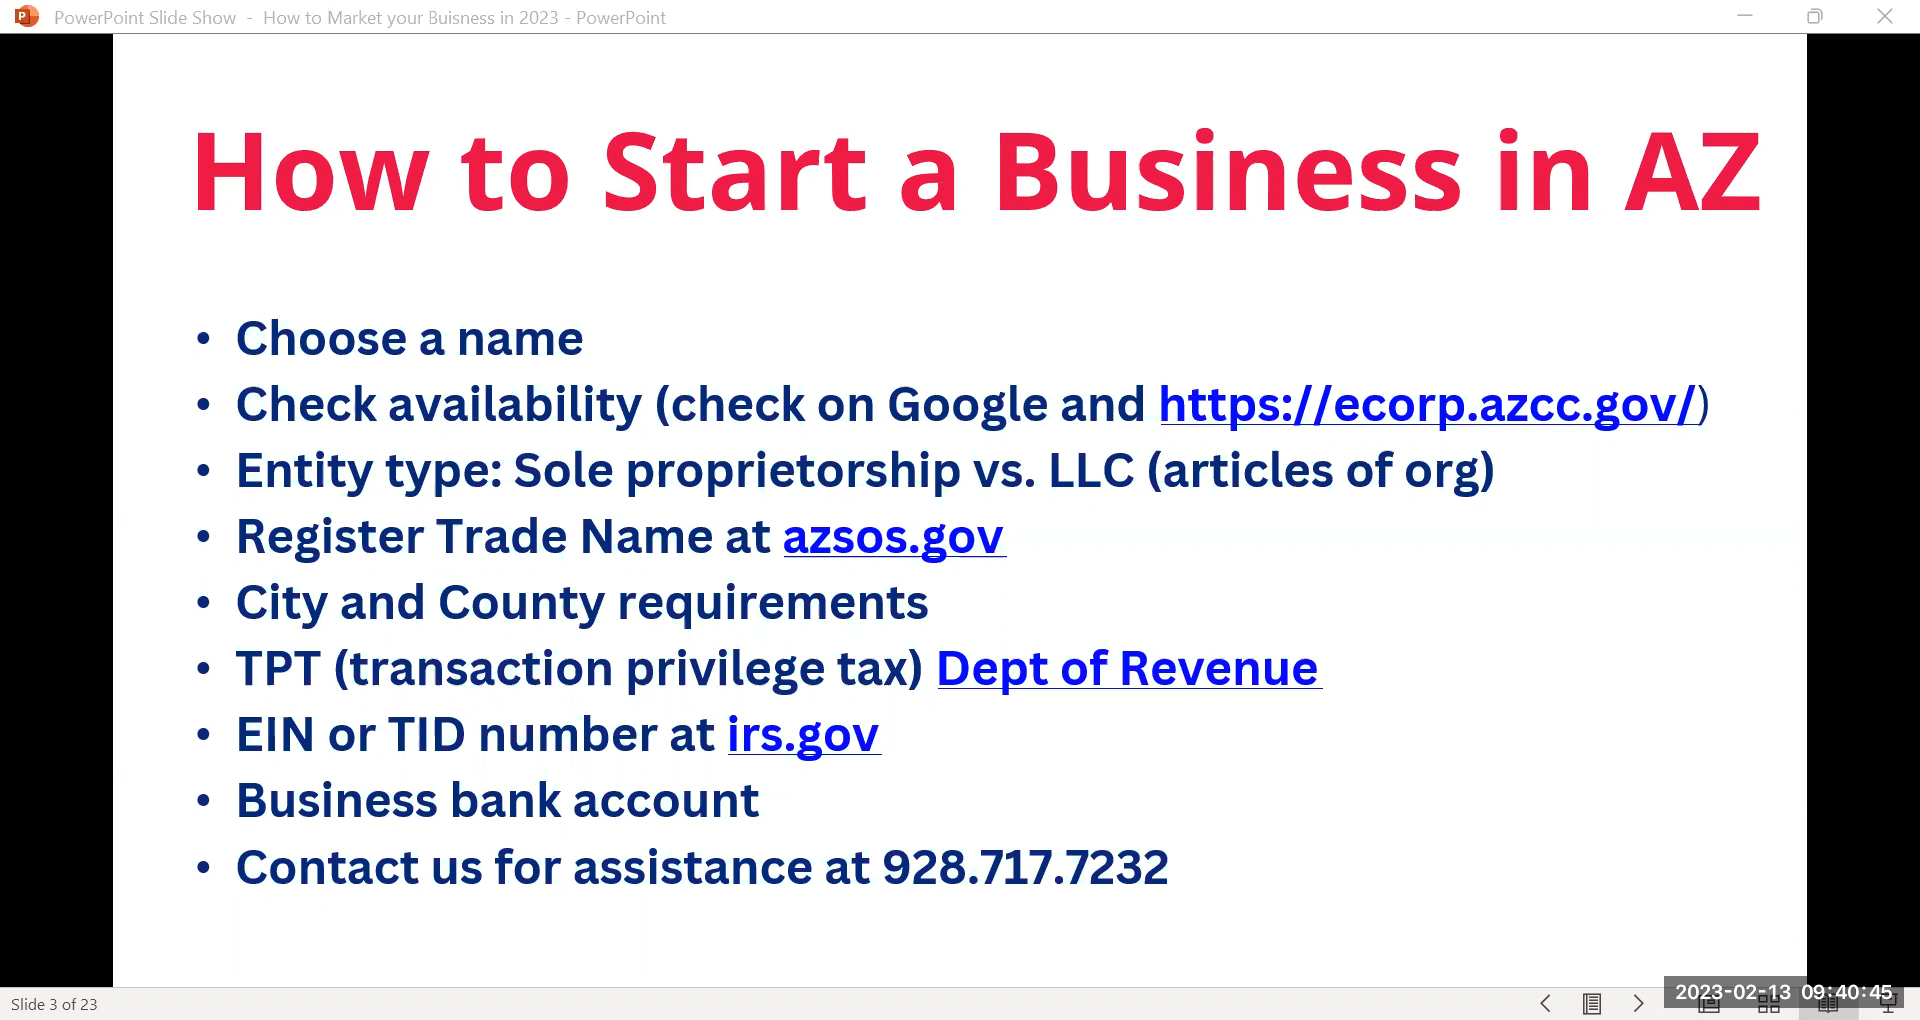 PowerPoint Slide Show - How to Market your Buisness in 2023 - PowerPoint
How to Start a Business in AZ
• Choose a name
• Check availability (check on Google and https://ecorp.azcc.gov/)
• Entity type: Sole proprietorship vs. LLC (articles of org)
• Register Trade Name at azsos.gov
• City and County requirements
• TPT (transaction privilege tax) Dept of Revenue
• EIN or TID number at irs.gov
• Business bank account
• Contact us for assistance at 928.717.7232
Slide 3 of 23
2023-02-13 09:40:45